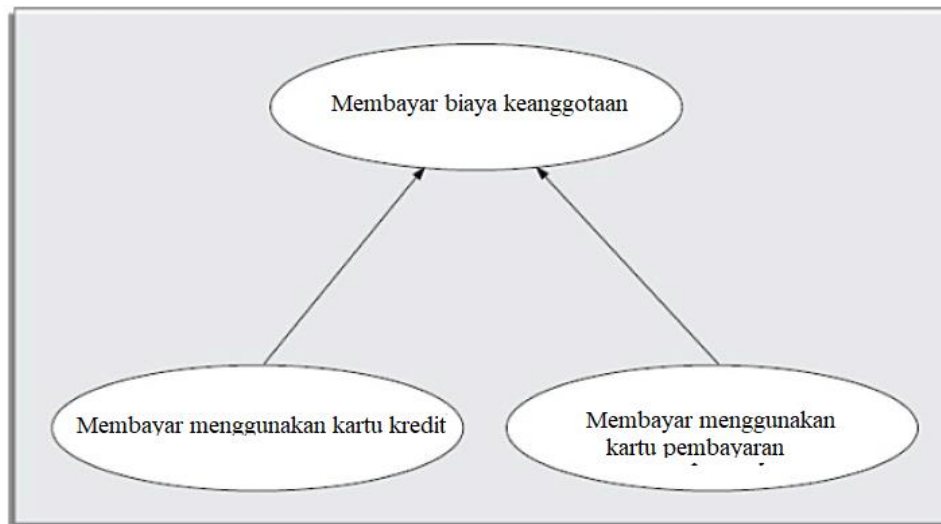 Membayar biaya keanggotaan
Membayar menggunakan kartu kredit
Membayar menggunakan
kartu pembayaran